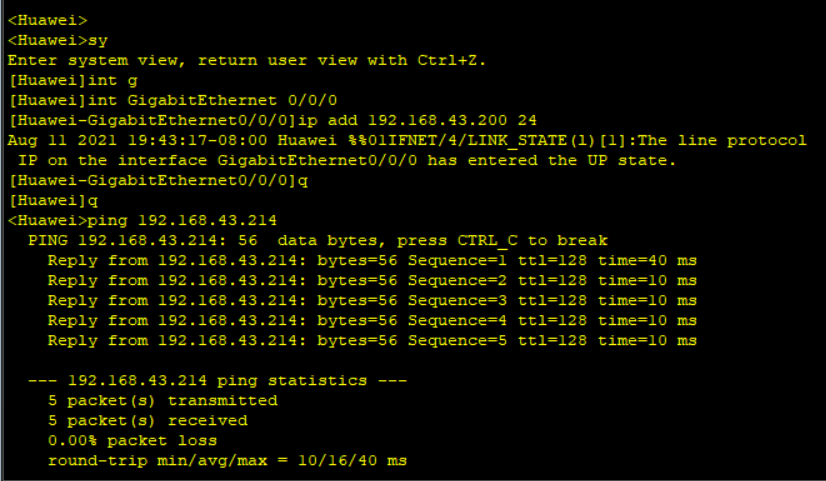 <Huawei>
<Huawei>sy
Enter system view, return user view with Ctrl+Z.
[Huawei]int g
[Huawei]int GigabitEthernet 0/0/0
[Huawei-GigabitEthernet0/0/0]ip add 192.168.43.200 24
Aug 11 2021 19:43:17-08:00 Huawei %%01IFNET/4/LINK_STATE(l)[1]:The line protocol
 IP on the interface GigabitEthernet0/0/0 has entered the UP state.
[Huawei-GigabitEthernet0/0/0]q
[Huawei]q
<Huawei>ping 192.168.43.214
  PING 192.168.43.214: 56  data bytes, press CTRL_C to break
    Reply from 192.168.43.214: bytes=56 Sequence=1 ttl=128 time=40 ms
    Reply from 192.168.43.214: bytes=56 Sequence=2 ttl=128 time=10 ms
    Reply from 192.168.43.214: bytes=56 Sequence=3 ttl=128 time=10 ms
    Reply from 192.168.43.214: bytes=56 Sequence=4 ttl=128 time=10 ms
    Reply from 192.168.43.214: bytes=56 Sequence=5 ttl=128 time=10 ms

  --- 192.168.43.214 ping statistics ---
    5 packet(s) transmitted
    5 packet(s) received
    0.00% packet loss
    round-trip min/avg/max = 10/16/40 ms